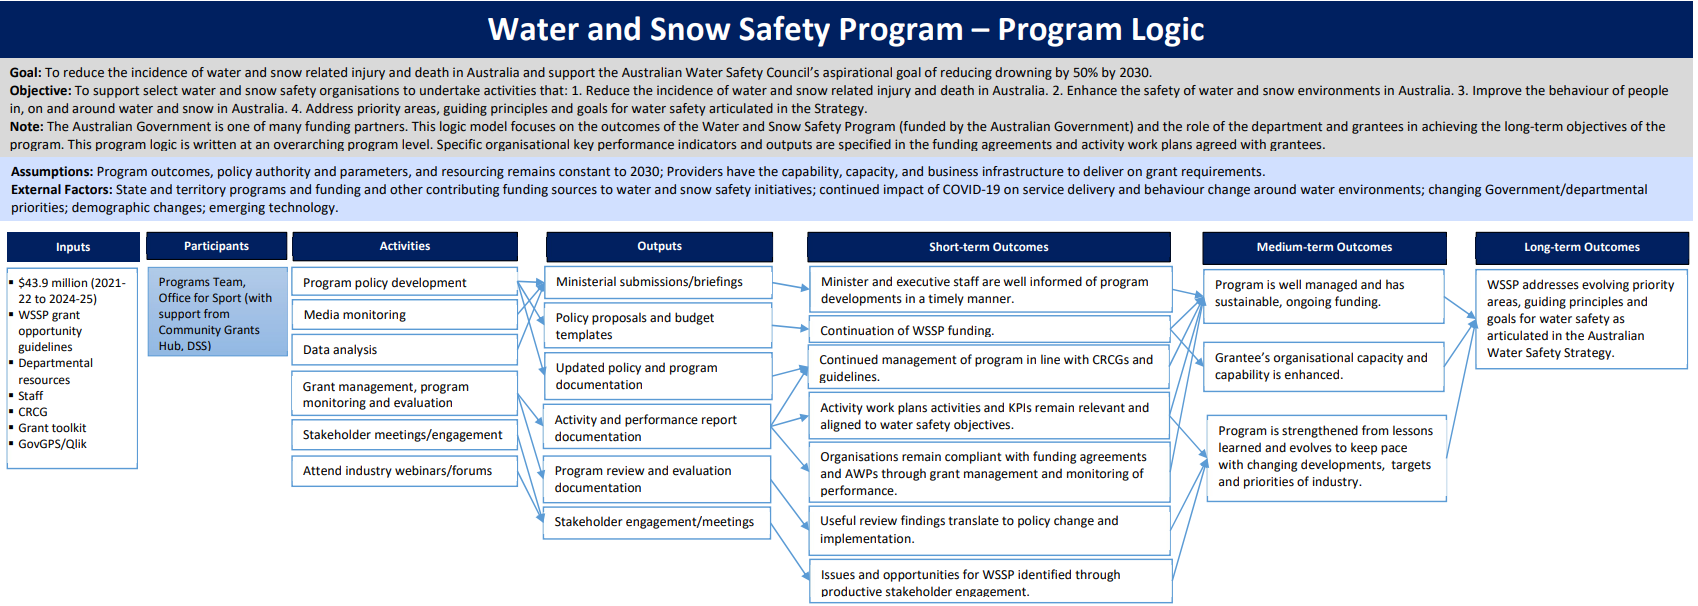 Water and Snow Safety Program – Program Logic
Goal: To reduce the incidence of water and snow related injury and death in Australia and support the Australian Water Safety Council's aspirational goal of reducing drowning by 50% by 2030.
Objective: To support select water and snow safety organisations to undertake activities that: 1. Reduce the incidence of water and snow related injury and death in Australia. 2. Enhance the safety of water and snow environments in Australia. 3. Improve the behaviour of people
in, on and around water and snow in Australia. 4. Address priority areas, guiding principles and goals for water safety articulated in the Strategy.
Note: The Australian Government is one of many funding partners. This logic model focuses on the outcomes of the Water and Snow Safety Program (funded by the Australian Government) and the role of the department and grantees in achieving the long-term objectives of the
program. This program logic is written at an overarching program level. Specific organisational key performance indicators and outputs are specified in the funding agreements and activity work plans agreed with grantees.
Assumptions: Program outcomes, policy authority and parameters, and resourcing remains constant to 2030; Providers have the capability, capacity, and business infrastructure to deliver on grant requirements.
External Factors: State and territory programs and funding and other contributing funding sources to water and snow safety initiatives; continued impact of COVID-19 on service delivery and behaviour change around water environments; changing Government/departmental
priorities; demographic changes; emerging technology.
Inputs
▪ $43.9 million (2021-
22 to 2024-25)
▪ WSSP grant
opportunity
guidelines
▪ Departmental
resources
▪ Staff
▪ CRCG
▪ Grant toolkit
▪ GovGPS/Qlik
Participants
Programs Team,
Office for Sport (with
support from
Community Grants
Hub, DSS)
Activities
Program policy development
Media monitoring
Data analysis
Grant management, program
monitoring and evaluation
Stakeholder meetings/engagement
Attend industry webinars/forums
Outputs
Ministerial submissions/briefings
Policy proposals and budget
templates
Updated policy and program
documentation
Activity and performance report
documentation
Program review and evaluation
documentation
Stakeholder engagement/meetings
Short-term Outcomes
Minister and executive staff are well informed of program
developments in a timely manner.
Continuation of WSSP funding.
Continued management of program in line with CRCGs and
guidelines.
Activity work plans activities and KPIs remain relevant and
aligned to water safety objectives.
Organisations remain compliant with funding agreements
and AWPs through grant management and monitoring of
performance.
Useful review findings translate to policy change and
implementation.
Issues and opportunities for WSSP identified through
productive stakeholder engagement.
Medium-term Outcomes
Program is well managed and has
sustainable, ongoing funding.
Grantee's organisational capacity and
capability is enhanced.
Program is strengthened from lessons
learned and evolves to keep pace
with changing developments, targets
and priorities of industry.
Long-term Outcomes
WSSP addresses evolving priority
areas, guiding principles and
goals for water safety as
articulated in the Australian
Water Safety Strategy.